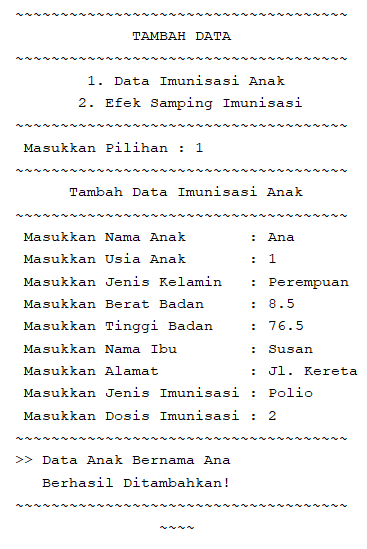 ~~~~~~~~~~~~~~~~~~~~~~~~~~~~~~~~~~~~~
TAMBAH DATA
~~~~~~~~~~~~~~~~~~~~~~~~~~~~~~~~~~~~~
1. Data Imunisasi Anak
2. Efek Samping Imunisasi
~~~~~~~~~~~~~~~~~~~~~~~~~~~~~~~~~~~~~
Masukkan Pilihan : 1
~~~~~~~~~~~~~~~~~~~~~~~~~~~~~~~~~~~~~
Tambah Data Imunisasi Anak
~~~~~~~~~~~~~~~~~~~~~~~~~~~~~~~~~~~~~
Masukkan Nama Anak       : Ana
Masukkan Usia Anak       : 1
Masukkan Jenis Kelamin   : Perempuan
Masukkan Berat Badan     : 8.5
Masukkan Tinggi Badan    : 76.5
Masukkan Nama Ibu        : Susan
Masukkan Alamat          : Jl. Kereta
Masukkan Jenis Imunisasi : Polio
Masukkan Dosis Imunisasi : 2
~~~~~~~~~~~~~~~~~~~~~~~~~~~~~~~~~~~~~
>> Data Anak Bernama Ana
Berhasil Ditambahkan!
~~~~~~~~~~~~~~~~~~~~~~~~~~~~~~~~~~~~~
~~~~